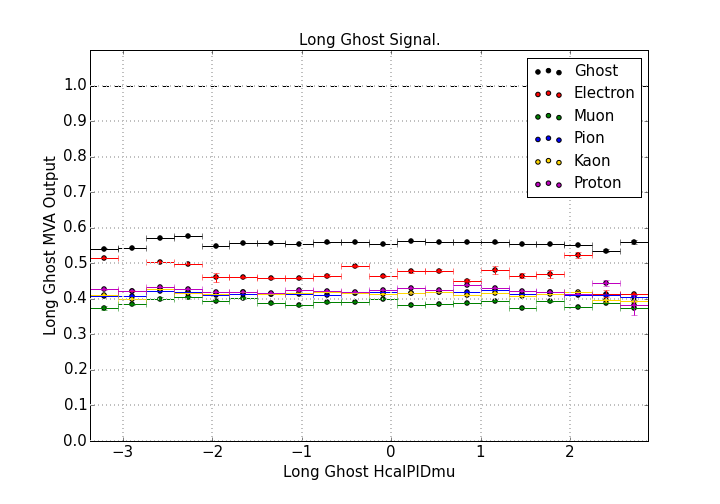 Long Ghost Signal.
Ghost
Electron
Muon
Pion
Kaon
Proton
Long Ghost MVA Output
1.0
0.9
0.8
0.7
0.6
0.5
0.4
0.3
0.2
0.1
0.0
−3 −2 −1 0 1 2
Long Ghost HcalPIDmu